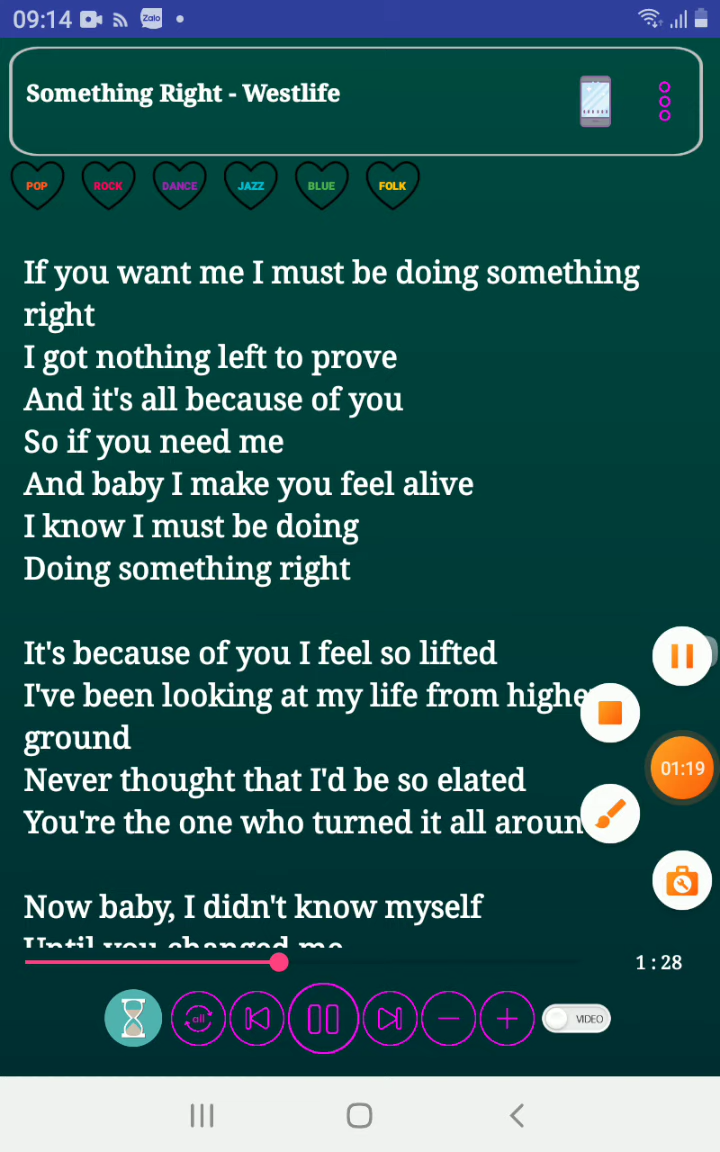 09:14 Zalo
Something Right - Westlife
POP ROCK DANCE JAZZ BLUE FOLK
If you want me I must be doing something
right
I got nothing left to prove
And it's all because of you
So if you need me
And baby I make you feel alive
I know I must be doing
Doing something right
It's because of you I feel so lifted
I've been looking at my life from highe
ground
Never thought that I'd be so elated
You're the one who turned it all aroun
01:19
Now baby, I didn't know myself
Until you changed me
1 : 28
all VIDEO